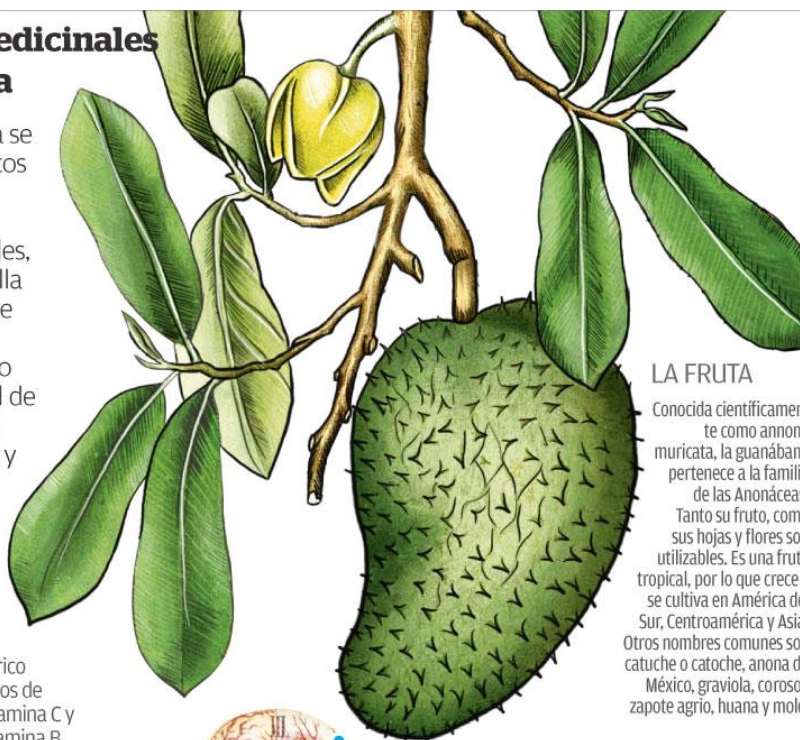 edicinales
a
a se
cos
les,
lla
e
o
l de
y
rico
os de
amina C y
amina B
LA FRUTA
Conocida científicamen
te como annon
muricata, la guanában
pertenece a la famili
de las Anonácea
Tanto su fruto, com
sus hojas y flores so
utilizables. Es una frut
tropical, por lo que crece
se cultiva en América de
Sur, Centroamérica y Asia
Otros nombres comunes so
catuche o catoche, anona d
México, graviola, coroso
zapote agrio, huana y mole